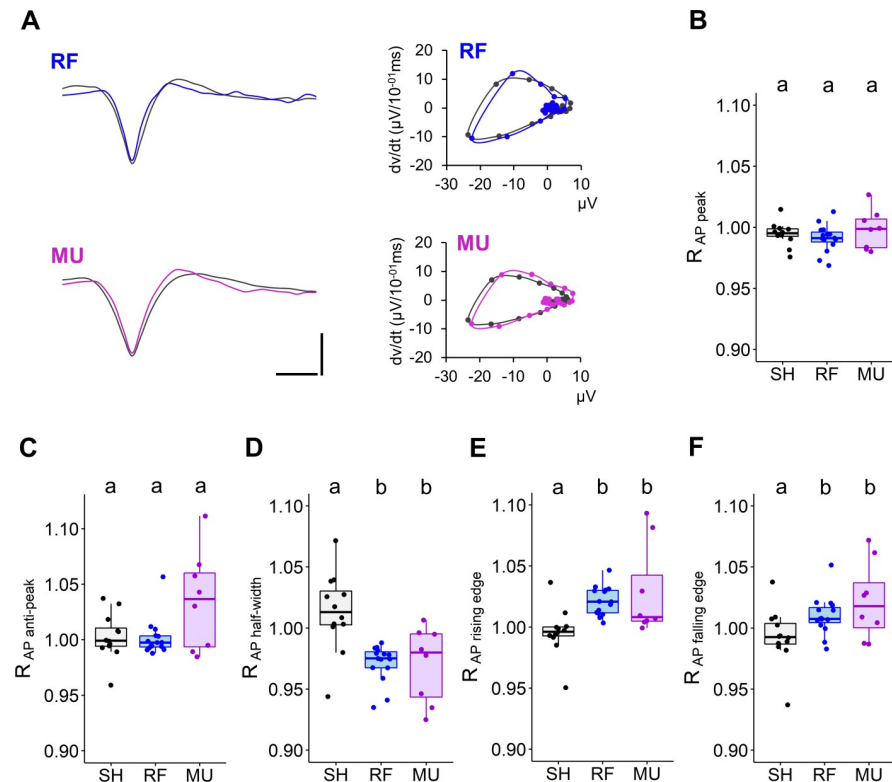 A
RF
RF
dv/dt (µV/10⁻⁰¹ms)
20
10
0
-10
-20
-30 -20 -10 0 10
µV
MU
MU
dv/dt (µV/10⁻⁰¹ms)
20
10
0
-10
-20
-30 -20 -10 0 10
µV
B
a a a
R AP peak
1.10
1.05
1.00
0.95
0.90
SH RF MU
C
a a a
R AP anti-peak
1.10
1.05
1.00
0.95
0.90
SH RF MU
D
a b b
R AP half-width
1.10
1.05
1.00
0.95
0.90
SH RF MU
E
a b b
R AP rising edge
1.10
1.05
1.00
0.95
0.90
SH RF MU
F
a b b
R AP falling edge
1.10
1.05
1.00
0.95
0.90
SH RF MU